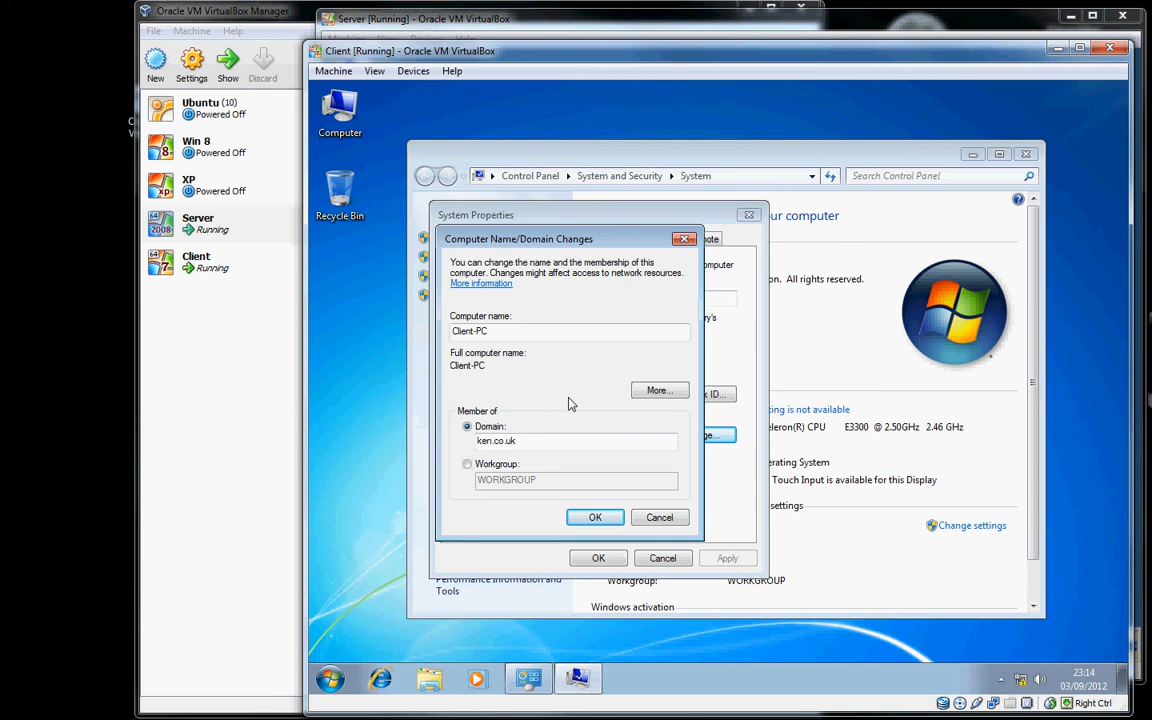 Oracle VM VirtualBox Manager
File Machine Help
New Settings Show Discard
Ubuntu (10)
Powered Off
Win 8
Powered Off
XP
Powered Off
Server
Running
Client
Running
Server [Running] - Oracle VM VirtualBox
Client [Running] - Oracle VM VirtualBox
Machine View Devices Help
Computer
Recycle Bin
Control Panel System and Security System
Search Control Panel
System Properties
Computer Name/Domain Changes
You can change the name and the membership of this
computer. Changes might affect access to network resources.
More information
Computer name:
Client-PC
Full computer name:
Client-PC
More...
Member of
Domain:
ken.co.uk
Workgroup:
WORKGROUP
OK Cancel
OK Cancel Apply
ID...
our computer
All rights reserved.
ting is not available
CPU E3300 @ 2.50GHz 2.46 GHz
Operating System
Touch Input is available for this Display
settings
Change settings
Workgroup: WORKGROUP
Windows activation
Performance Information and
Tools
23:14
03/09/2012
Right Ctrl